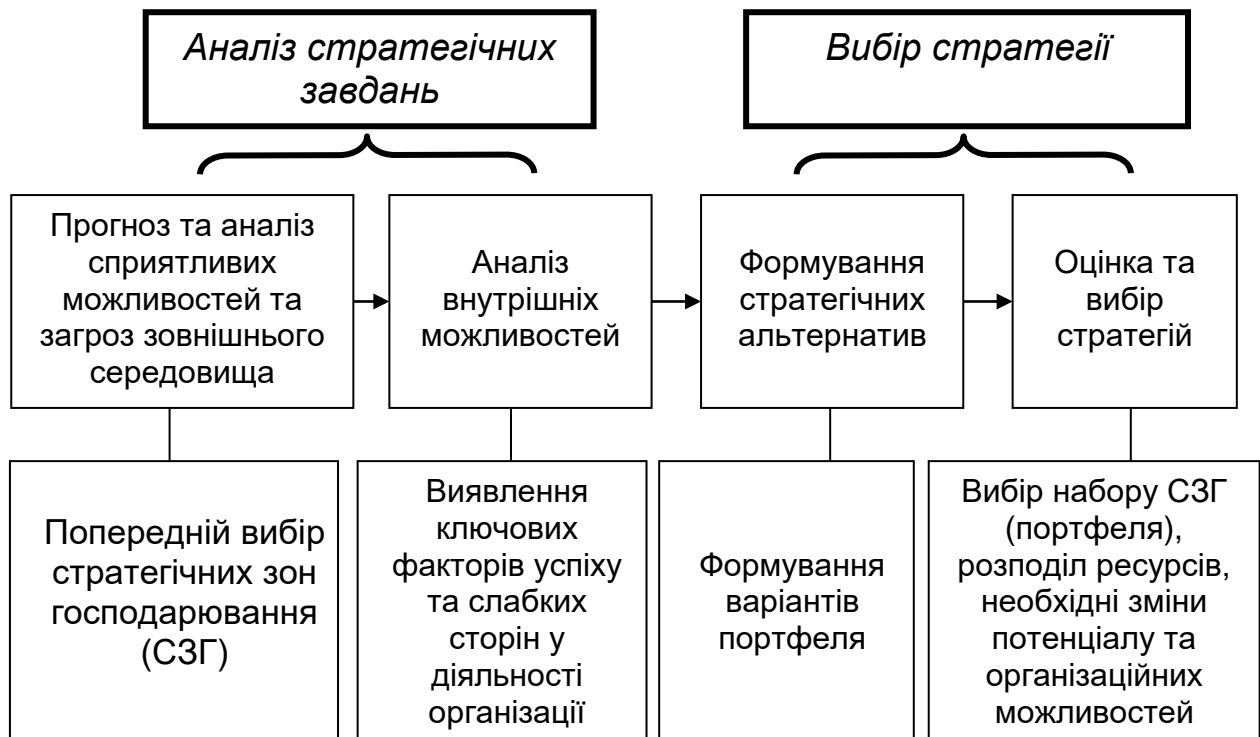 Аналіз стратегічних
завдань
Вибір стратегії
Прогноз та аналіз
сприятливих
можливостей та
загроз зовнішнього
середовища
Аналіз
внутрішніх
можливостей
Формування
стратегічних
альтернатив
Оцінка та
вибір
стратегій
Попередній вибір
стратегічних зон
господарювання
(СЗГ)
Виявлення
ключових
факторів успіху
та слабких
сторін у
діяльності
організації
Формування
варіантів
портфеля
Вибір набору СЗГ
(портфеля),
розподіл ресурсів,
необхідні зміни
потенціалу та
організаційних
можливостей